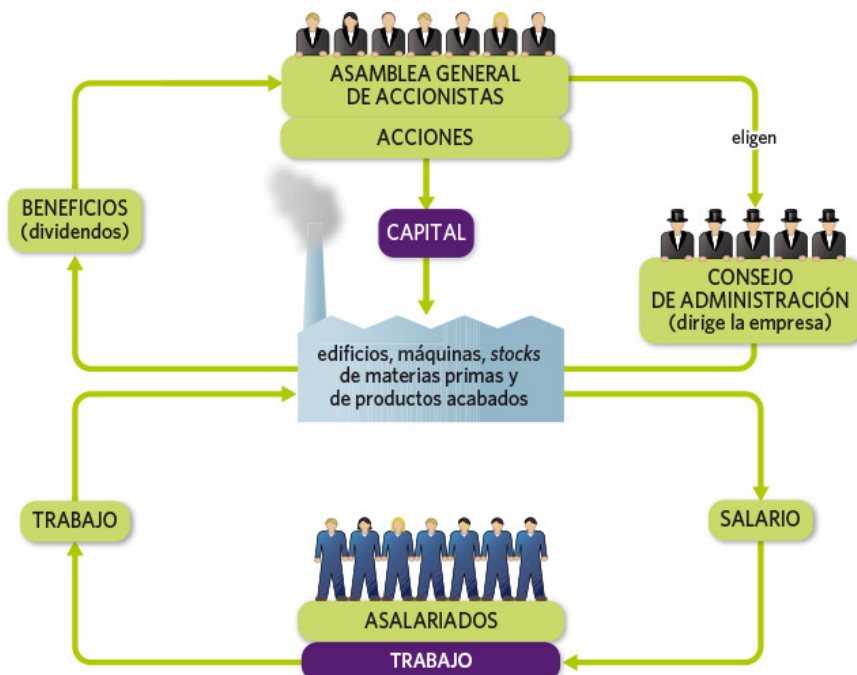 ASAMBLEA GENERAL
DE ACCIONISTAS
ACCIONES
eligen
BENEFICIOS
(dividendos)
CAPITAL
CONSEJO
DE ADMINISTRACIÓN
(dirige la empresa)
edificios, máquinas, stocks
de materias primas y
de productos acabados
TRABAJO
SALARIO
ASALARIADOS
TRABAJO